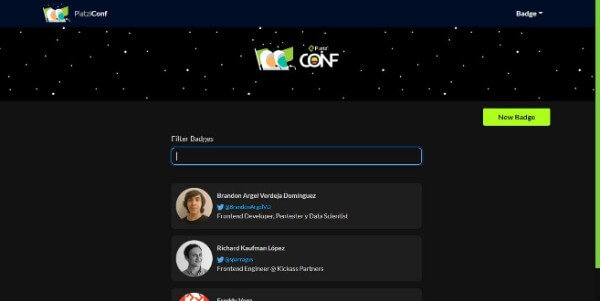 PlatziConf
Badge
Platzi
CONF
New Badge
Filter Badges
Brandon Argel Verdeja Domínguez
@BrandonArgelVD
Frontend Developer, Pentester y Data Scientist
Richard Kaufman López
@sparragus
Frontend Engineer @ Kickass Partners
Freddy Vega